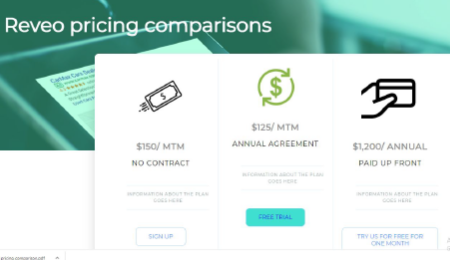 Reveo pricing comparisons
$150/ MTM
NO CONTRACT
INFORMATION ABOUT THE PLAN
GOES HERE
SIGN UP
$125/ MTM
ANNUAL AGREEMENT
INFORMATION ABOUT THE PLAN
GOES HERE
FREE TRIAL
$1,200/ ANNUAL
PAID UP FRONT
INFORMATION ABOUT THE PLAN
GOES HERE
TRY US FOR FREE FOR
ONE MONTH
pricing comparison.pdf